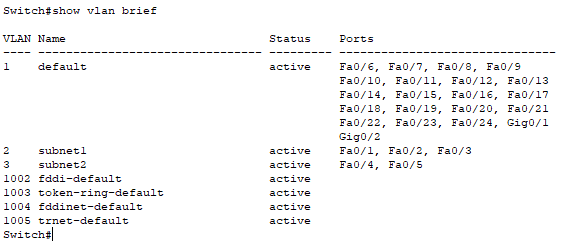 Switch#show vlan brief
VLAN Name                             Status    Ports
---- -------------------------------- --------- -------------------------------
1    default                          active    Fa0/6, Fa0/7, Fa0/8, Fa0/9
                                                Fa0/10, Fa0/11, Fa0/12, Fa0/13
                                                Fa0/14, Fa0/15, Fa0/16, Fa0/17
                                                Fa0/18, Fa0/19, Fa0/20, Fa0/21
                                                Fa0/22, Fa0/23, Fa0/24, Gig0/1
                                                Gig0/2
2    subnet1                          active    Fa0/1, Fa0/2, Fa0/3
3    subnet2                          active    Fa0/4, Fa0/5
1002 fddi-default                     active
1003 token-ring-default               active
1004 fddinet-default                  active
1005 trnet-default                    active
Switch#